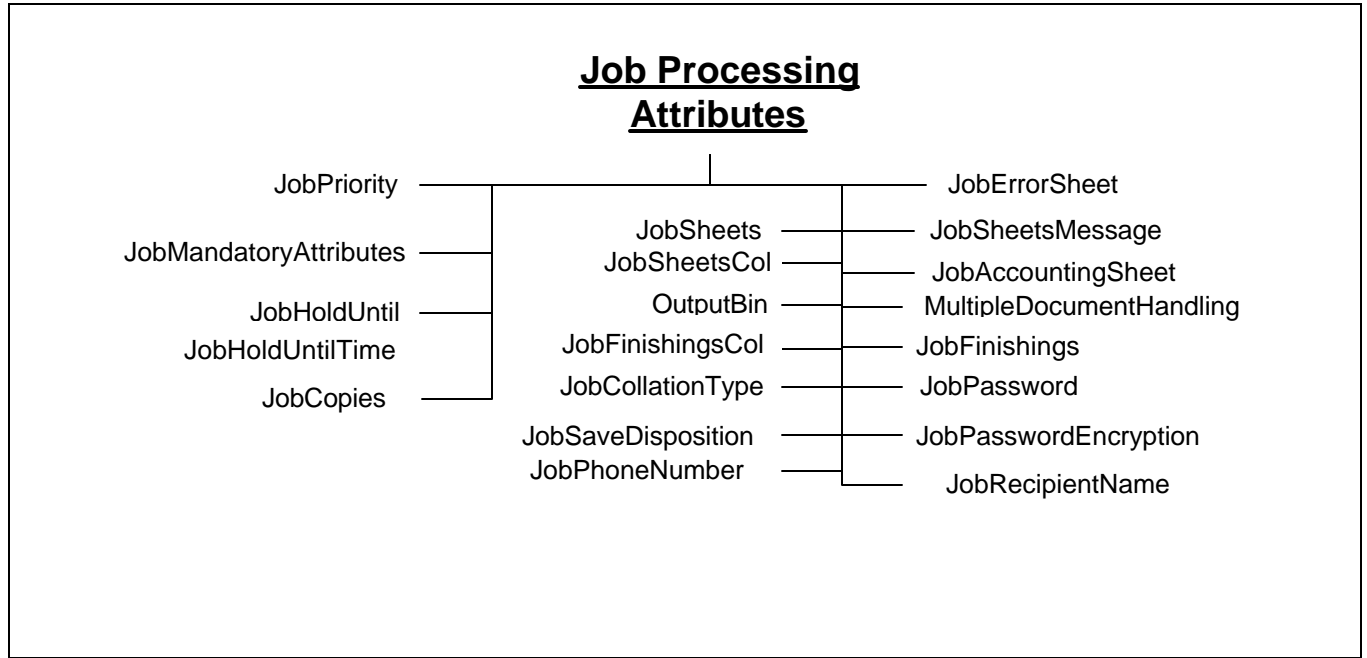 Job Processing
Attributes
JobPriority
JobErrorSheet
JobMandatoryAttributes
JobHoldUntil
JobHoldUntilTime
JobCopies
JobSheets
JobSheetsCol
OutputBin
JobFinishingsCol
JobCollationType
JobSaveDisposition
JobPhoneNumber
JobSheetsMessage
JobAccountingSheet
MultipleDocumentHandling
JobFinishings
JobPassword
JobPasswordEncryption
JobRecipientName